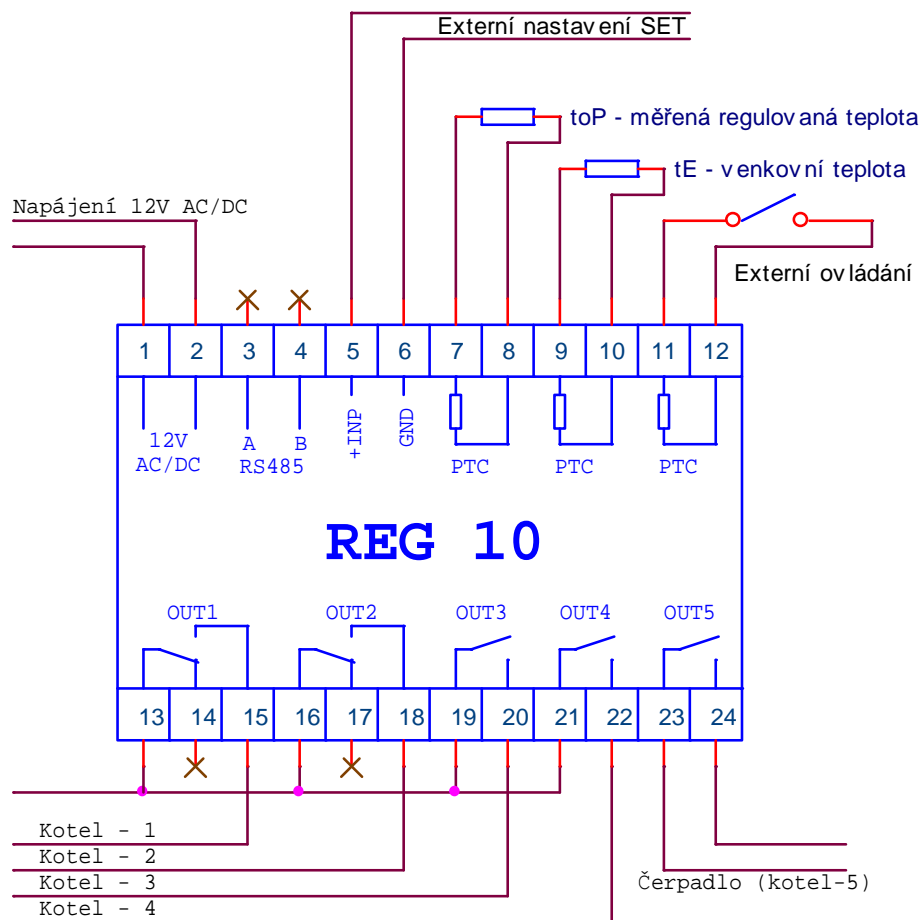 Externí nastavení SET
toP - měřená regulovaná teplota
tE - venkovní teplota
Napájení 12V AC/DC
Externí ovládání
1 2 3 4 5 6 7 8 9 10 11 12
12V
AC/DC
A B
RS485
+INP
GND
PTC PTC PTC
REG 10
OUT1 OUT2 OUT3 OUT4 OUT5
13 14 15 16 17 18 19 20 21 22 23 24
Kotel - 1
Kotel - 2
Kotel - 3
Kotel - 4
Čerpadlo (kotel-5)